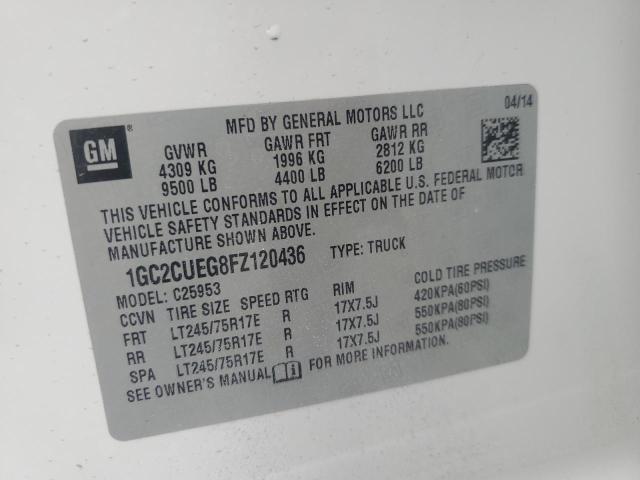 GM ®
MFD BY GENERAL MOTORS LLC 04/14
GVWR GAWR FRT GAWR RR
4309 KG 1996 KG 2812 KG
9500 LB 4400 LB 6200 LB
THIS VEHICLE CONFORMS TO ALL APPLICABLE U.S. FEDERAL MOTOR
VEHICLE SAFETY STANDARDS IN EFFECT ON THE DATE OF
MANUFACTURE SHOWN ABOVE.
1GC2CUEG8FZ120436 TYPE: TRUCK
MODEL: C25953
CCVN TIRE SIZE SPEED RTG RIM COLD TIRE PRESSURE
FRT LT245/75R17E R 17X7.5J 420KPA(60PSI)
RR LT245/75R17E R 17X7.5J 550KPA(80PSI)
SPA LT245/75R17E R 17X7.5J 550KPA(80PSI)
SEE OWNER'S MANUAL FOR MORE INFORMATION.